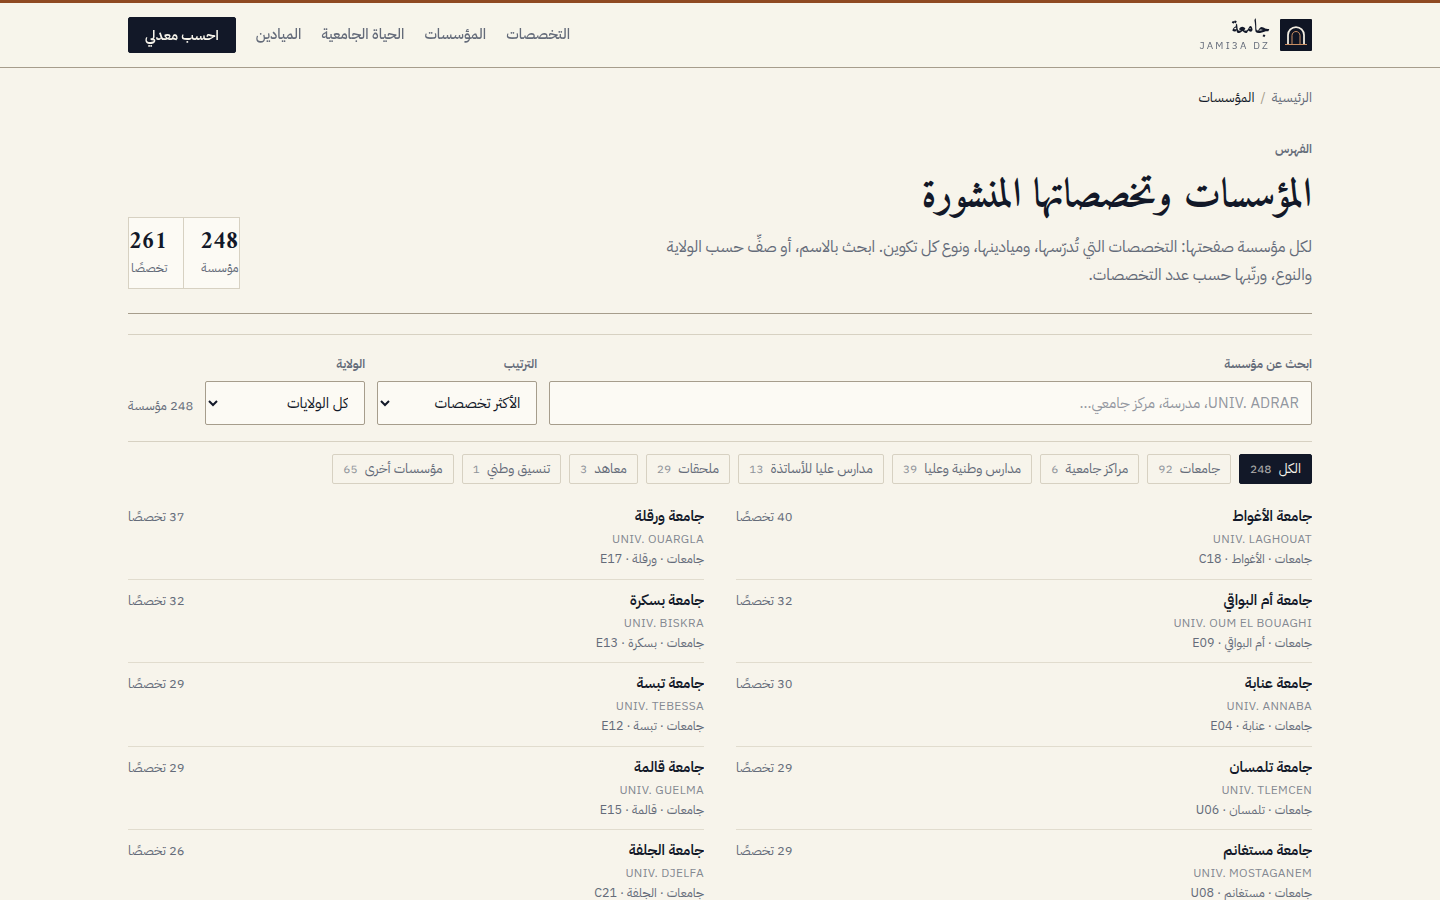 جامعة
JAMI3A DZ
التخصصات
المؤسسات
الحياة الجامعية
الميادين
احسب معدلي
الرئيسية / المؤسسات
الفهرس
المؤسسات وتخصصاتها المنشورة
لكل مؤسسة صفحتها: التخصصات التي تُدرّسها، وميادينها، ونوع كل تكوين. ابحث بالاسم، أو صفِّ حسب الولاية
والنوع، ورتّبها حسب عدد التخصصات.
248
مؤسسة
261
تخصصًا
ابحث عن مؤسسة
الترتيب
الولاية
UNIV. ADRAR، مدرسة، مركز جامعي...
الأكثر تخصصات
كل الولايات
248 مؤسسة
الكل 248
جامعات 92
مراكز جامعية 6
مدارس وطنية وعليا 39
مدارس عليا للأساتذة 13
ملحقات 29
معاهد 3
تنسيق وطني 1
مؤسسات أخرى 65
جامعة الأغواط
40 تخصصًا
UNIV. LAGHOUAT
جامعات · الأغواط · C18
جامعة ورقلة
37 تخصصًا
UNIV. OUARGLA
جامعات · ورقلة · E17
جامعة أم البواقي
32 تخصصًا
UNIV. OUM EL BOUAGHI
جامعات · أم البواقي · E09
جامعة بسكرة
32 تخصصًا
UNIV. BISKRA
جامعات · بسكرة · E13
جامعة عنابة
30 تخصصًا
UNIV. ANNABA
جامعات · عنابة · E04
جامعة تبسة
29 تخصصًا
UNIV. TEBESSA
جامعات · تبسة · E12
جامعة تلمسان
29 تخصصًا
UNIV. TLEMCEN
جامعات · تلمسان · U06
جامعة قالمة
29 تخصصًا
UNIV. GUELMA
جامعات · قالمة · E15
جامعة مستغانم
29 تخصصًا
UNIV. MOSTAGANEM
جامعات · مستغانم · U08
جامعة الجلفة
26 تخصصًا
UNIV. DJELFA
جامعات · الجلفة · C21